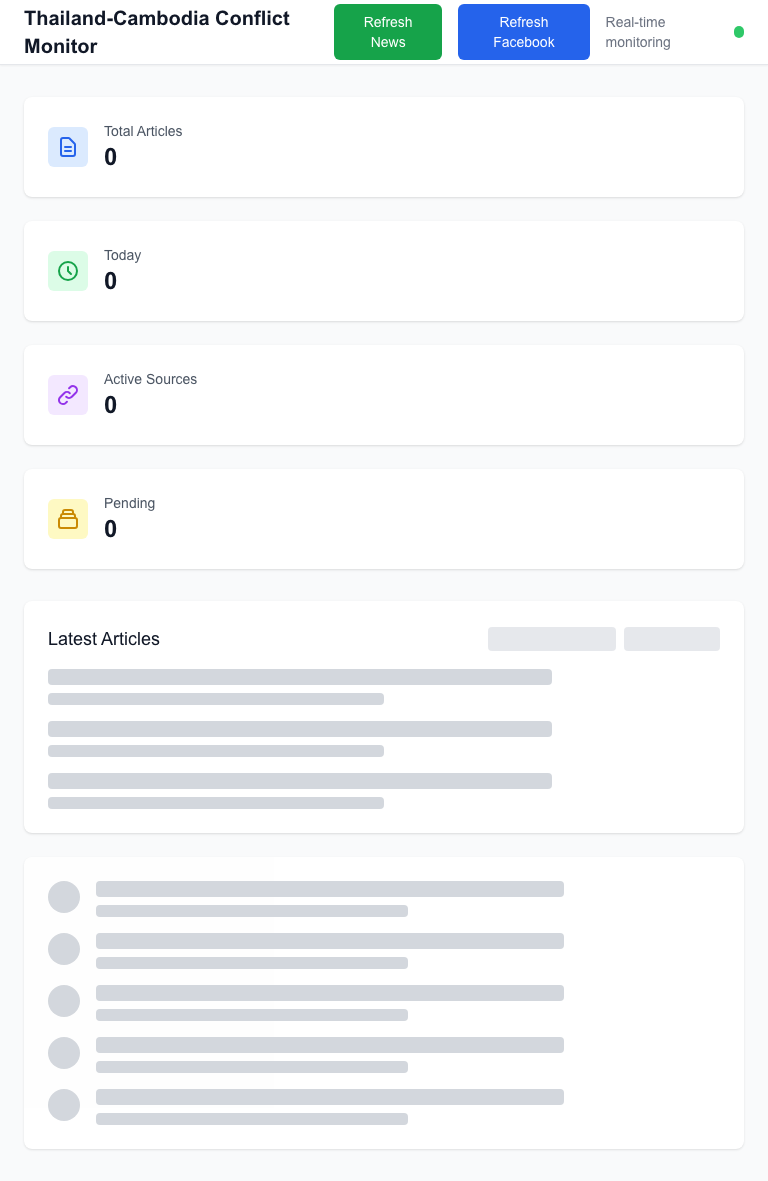 Thailand-Cambodia Conflict
Monitor
Refresh
News
Refresh
Facebook
Real-time
monitoring
Total Articles
0
Today
0
Active Sources
0
Pending
0
Latest Articles